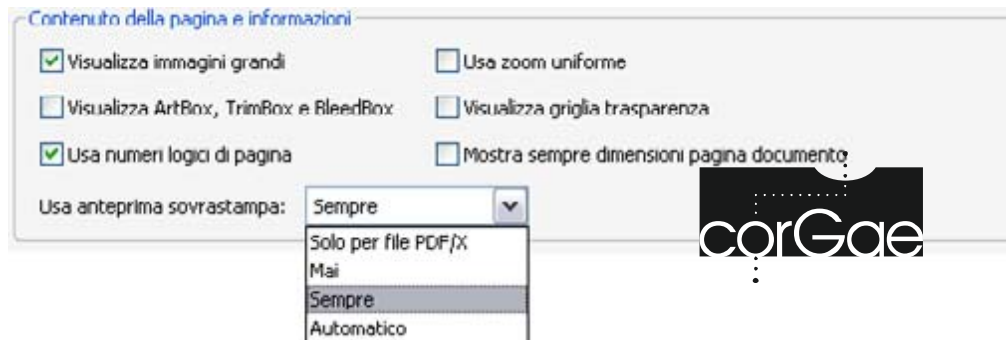 Contenuto della pagina e informazioni
Visualizza immagini grandi
Usa zoom uniforme
Visualizza ArtBox, TrimBox e BleedBox
Visualizza griglia trasparenza
Usa numeri logici di pagina
Mostra sempre dimensioni pagina documento
Usa anteprima sovrastampa:
Sempre
Solo per file PDF/X
Mai
Sempre
Automatico
corGae